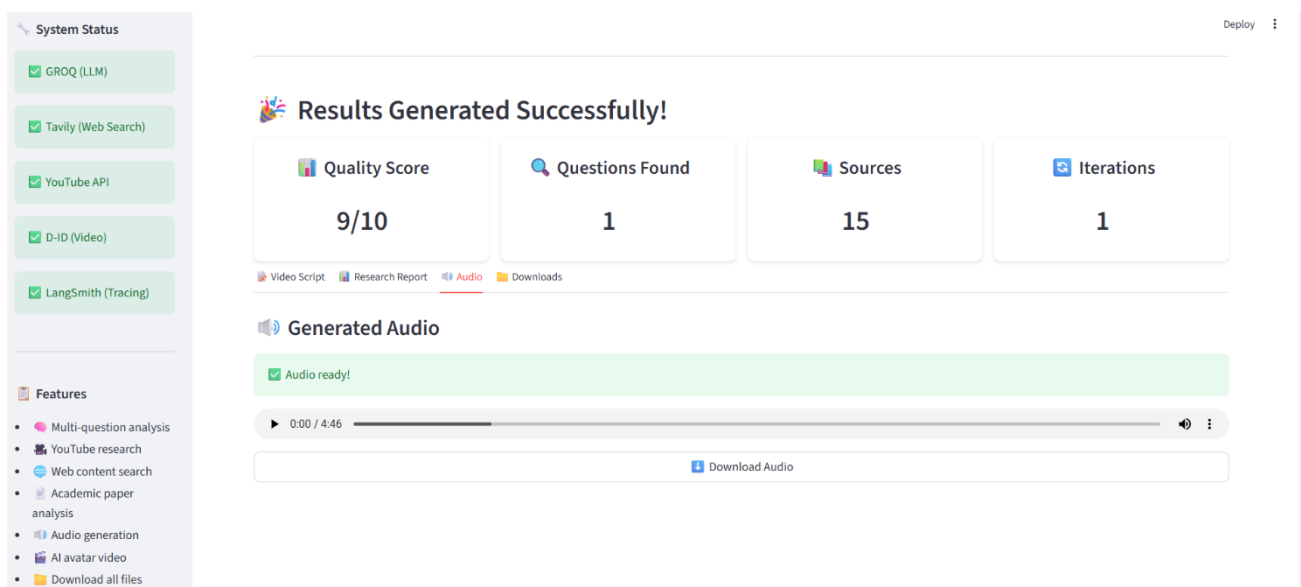 🔧 System Status
✅ GROQ (LLM)
✅ Tavily (Web Search)
✅ YouTube API
✅ D-ID (Video)
✅ LangSmith (Tracing)
📋 Features
• 🧠 Multi-question analysis
• 🎥 YouTube research
• 🌐 Web content search
• 📄 Academic paper
analysis
• 🔊 Audio generation
• 🎬 AI avatar video
• 📁 Download all files
Deploy
🎉 Results Generated Successfully!
📊 Quality Score
9/10
🔍 Questions Found
1
📚 Sources
15
🔄 Iterations
1
📝 Video Script 📊 Research Report 🔊 Audio 📁 Downloads
🔊 Generated Audio
✅ Audio ready!
0:00 / 4:46
⬇️ Download Audio